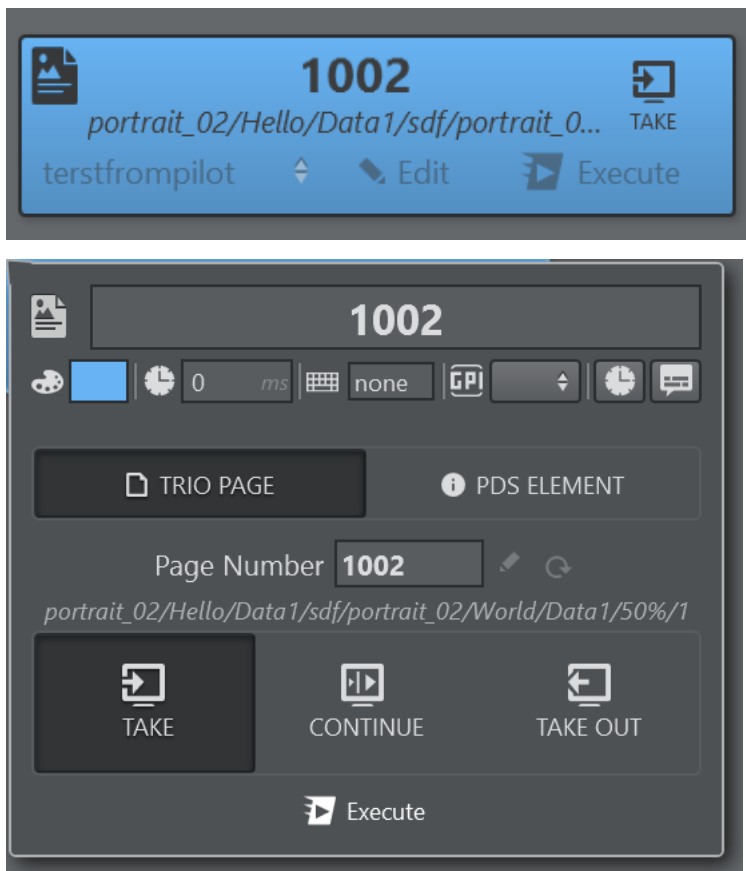 1002
portrait_02/Hello/Data1/sdf/portrait_0... TAKE
terstfrompilot Edit Execute
1002
0 ms none GPI
TRIO PAGE PDS ELEMENT
Page Number 1002
portrait_02/Hello/Data1/sdf/portrait_02/World/Data1/50%/1
TAKE CONTINUE TAKE OUT
Execute